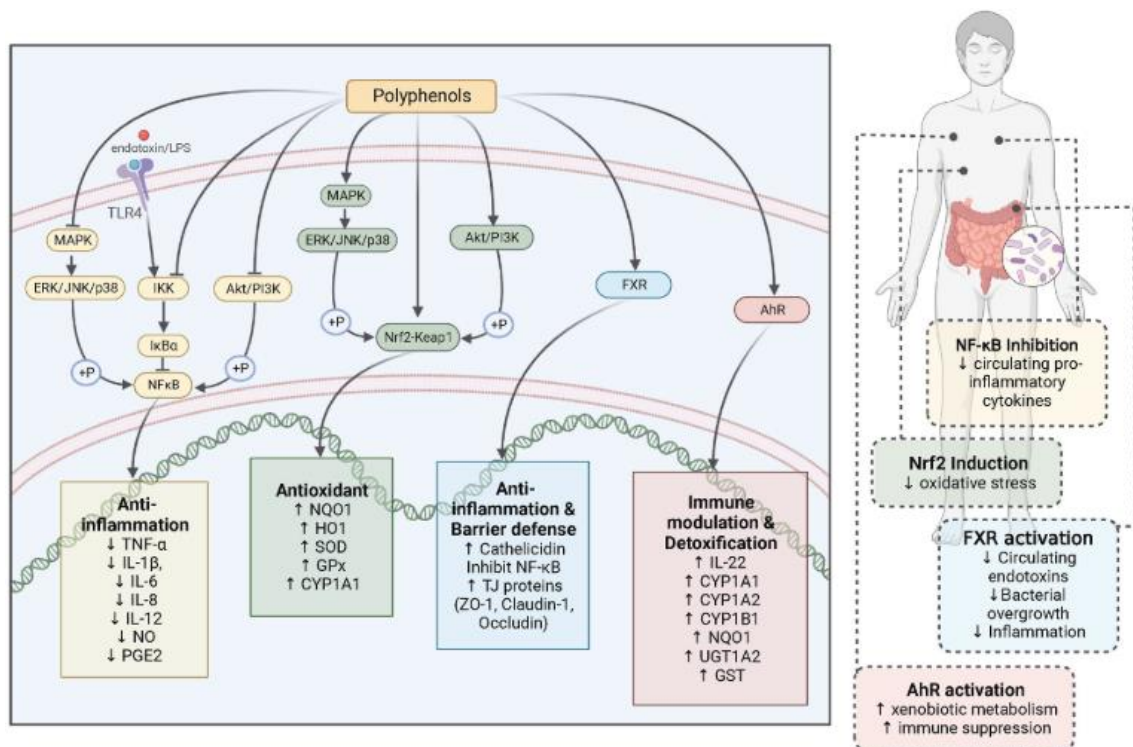 Polyphenols
endotoxin/LPS
TLR4
MAPK
ERK/JNK/p38
IKK
Akt/PI3K
IκBα
+P
+P
NFκB
MAPK
ERK/JNK/p38
Akt/PI3K
+P
+P
Nrf2-Keap1
FXR
AhR
Anti-
inflammation
↓ TNF-α
↓ IL-1β,
↓ IL-6
↓ IL-8
↓ IL-12
↓ NO
↓ PGE2
Antioxidant
↑ NQO1
↑ HO1
↑ SOD
↑ GPx
↑ CYP1A1
Anti-
inflammation &
Barrier defense
↑ Cathelicidin
Inhibit NF-κB
↑ TJ proteins
(ZO-1, Claudin-1,
Occludin)
Immune
modulation &
Detoxification
↑ IL-22
↑ CYP1A1
↑ CYP1A2
↑ CYP1B1
↑ NQO1
↑ UGT1A2
↑ GST
NF-κB Inhibition
↓ circulating pro-
inflammatory
cytokines
Nrf2 Induction
↓ oxidative stress
FXR activation
↓ Circulating
endotoxins
↓Bacterial
overgrowth
↓ Inflammation
AhR activation
↑ xenobiotic metabolism
↑ immune suppression